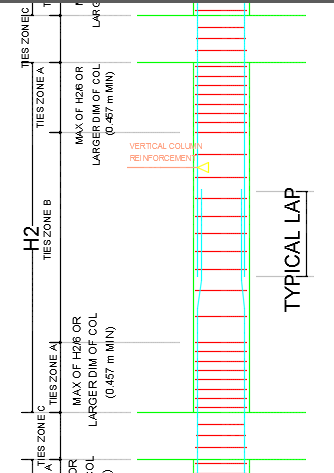 TIES ZONE C
TIES ZONE A
MAX OF H2/6 OR
LARGER DIM OF COL
(0.457 m MIN)
VERTICAL COLUMN
REINFORCEMENT
H2
TIES ZONE B
TYPICAL LAP
TIES ZONE A
MAX OF H2/6 OR
LARGER DIM OF COL
(0.457 m MIN)
TIES ZONE C
A
OR
COL
)